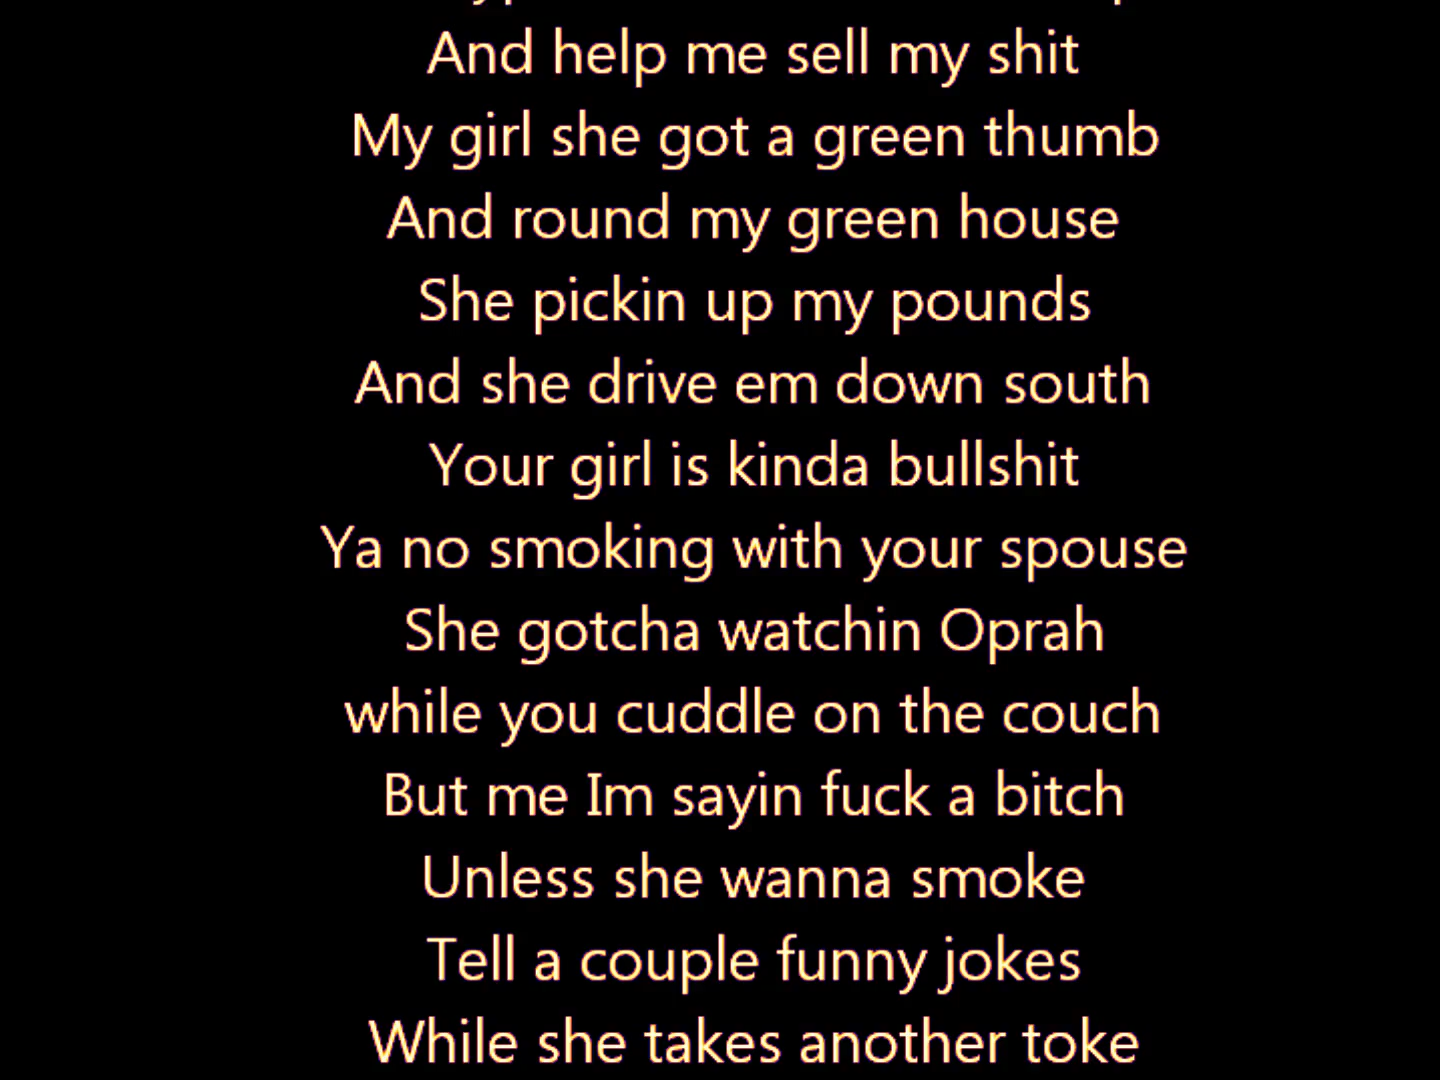 And help me sell my shit
My girl she got a green thumb
And round my green house
She pickin up my pounds
And she drive em down south
Your girl is kinda bullshit
Ya no smoking with your spouse
She gotcha watchin Oprah
while you cuddle on the couch
But me Im sayin fuck a bitch
Unless she wanna smoke
Tell a couple funny jokes
While she takes another toke